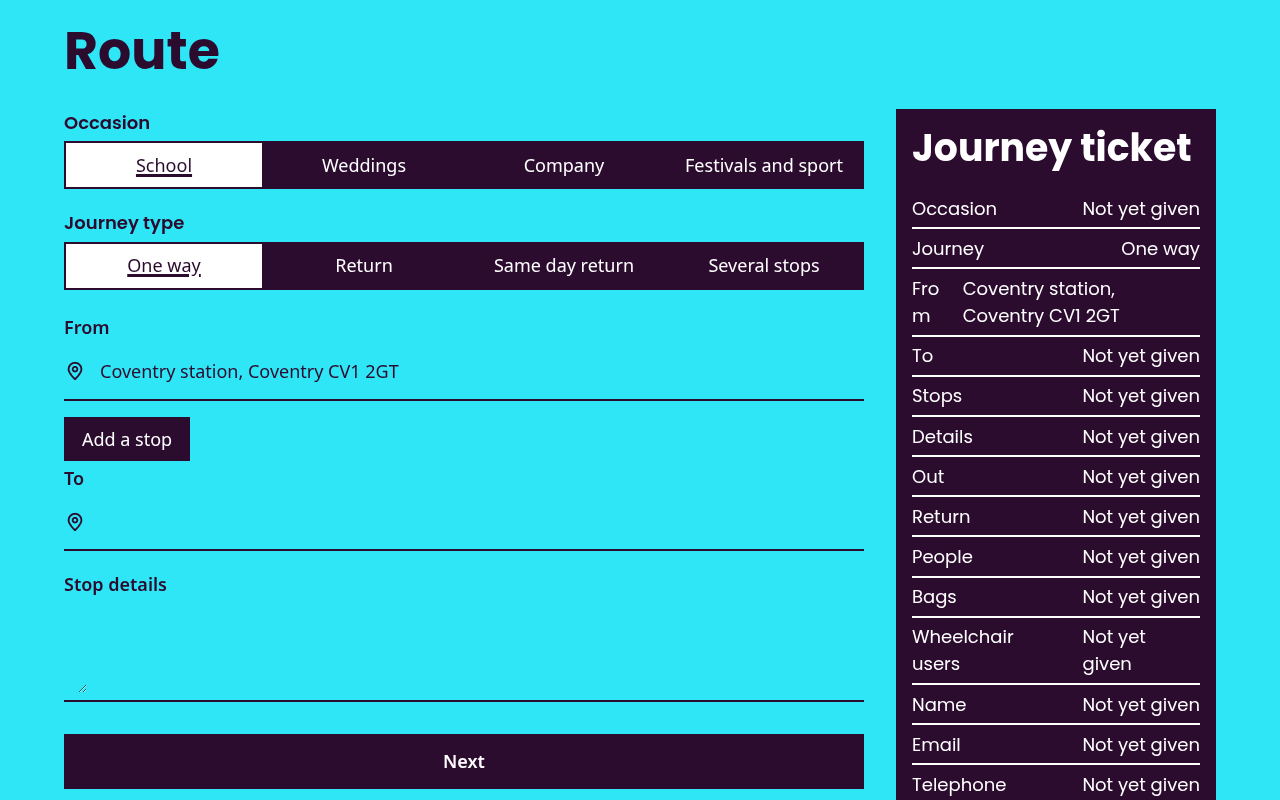 Route
Occasion
School Weddings Company Festivals and sport
Journey type
One way Return Same day return Several stops
From
Coventry station, Coventry CV1 2GT
Add a stop
To
Stop details
Next
Journey ticket
Occasion Not yet given
Journey One way
Fro Coventry station,
m Coventry CV1 2GT
To Not yet given
Stops Not yet given
Details Not yet given
Out Not yet given
Return Not yet given
People Not yet given
Bags Not yet given
Wheelchair Not yet
users given
Name Not yet given
Email Not yet given
Telephone Not yet given